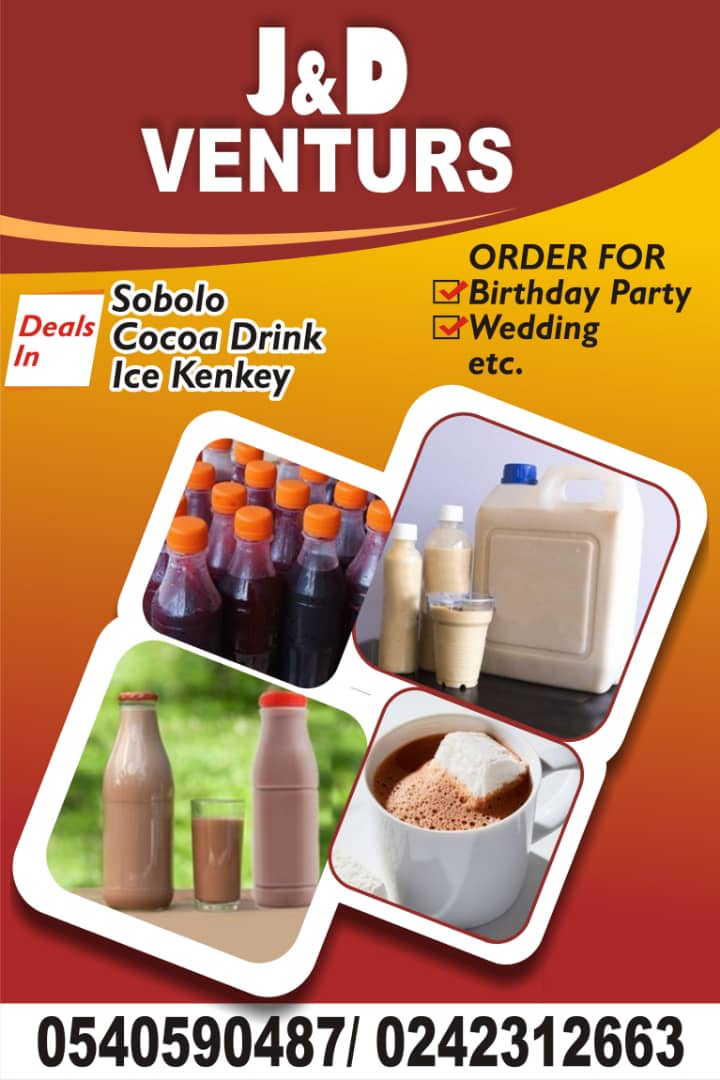 J&D
VENTURS
Deals
In
Sobolo
Cocoa Drink
Ice Kenkey
ORDER FOR
Birthday Party
Wedding
etc.
0540590487/ 0242312663